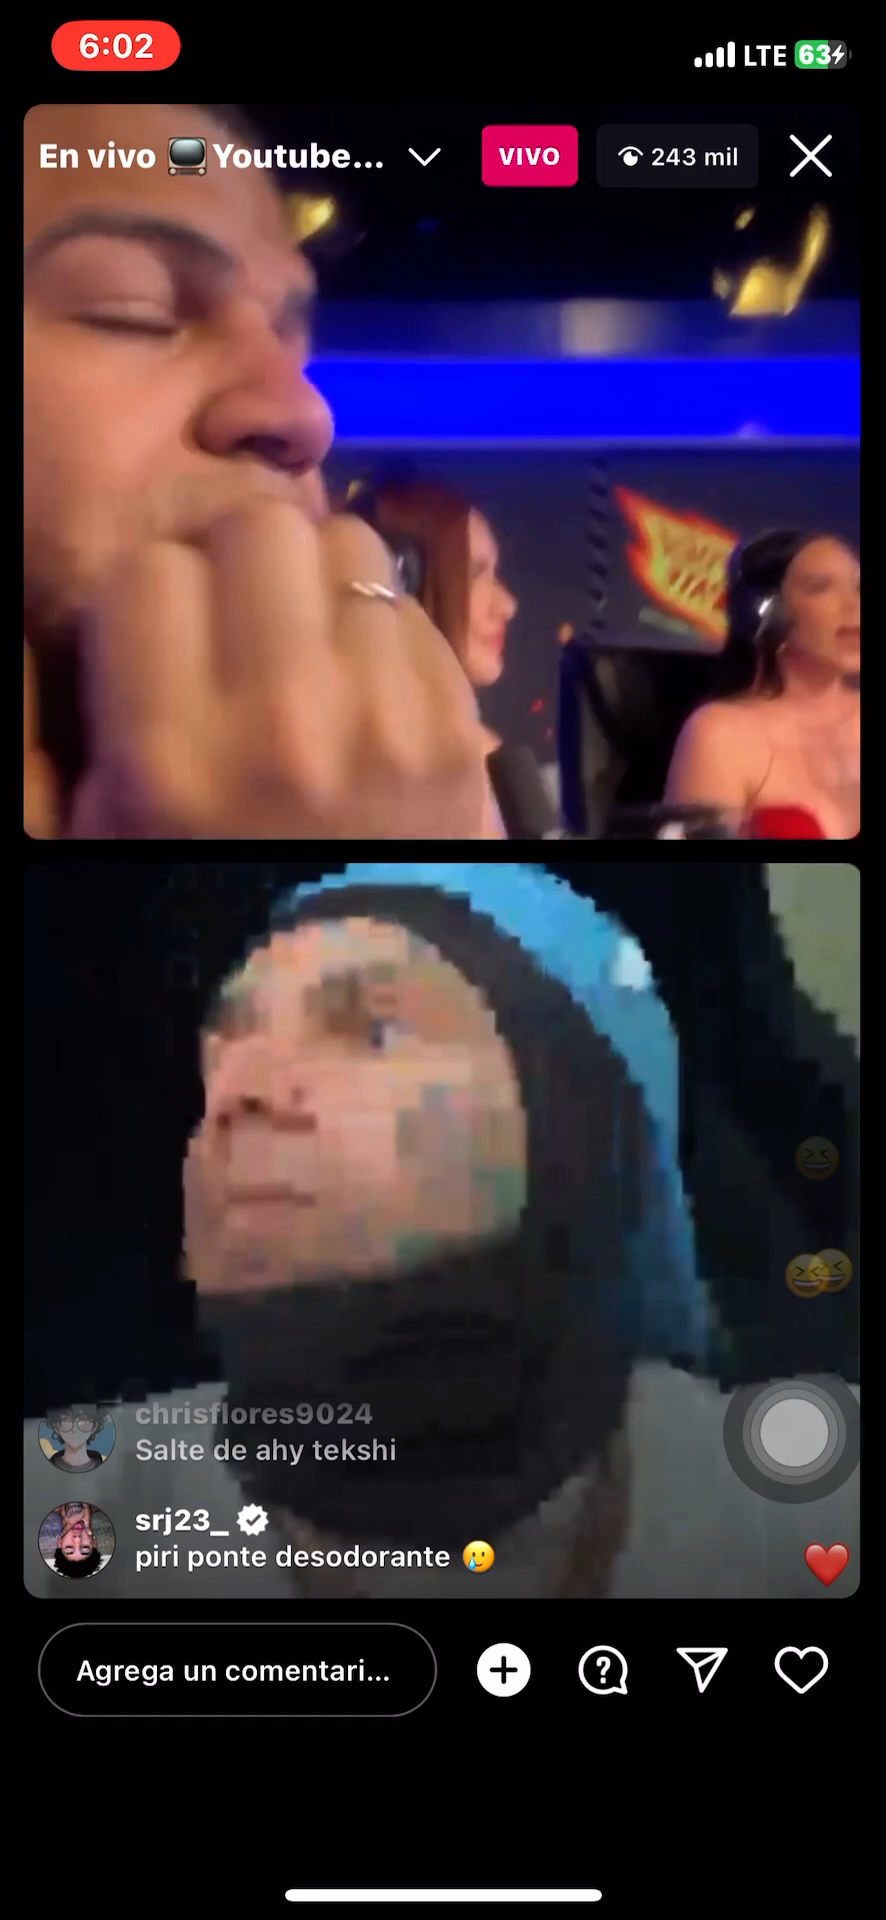 6:02
LTE 63
En vivo 📺 Youtube...
VIVO
243 mil
chrisflores9024
Salte de ahy tekshi
srj23_
piri ponte desodorante 🥲
Agrega un comentari...